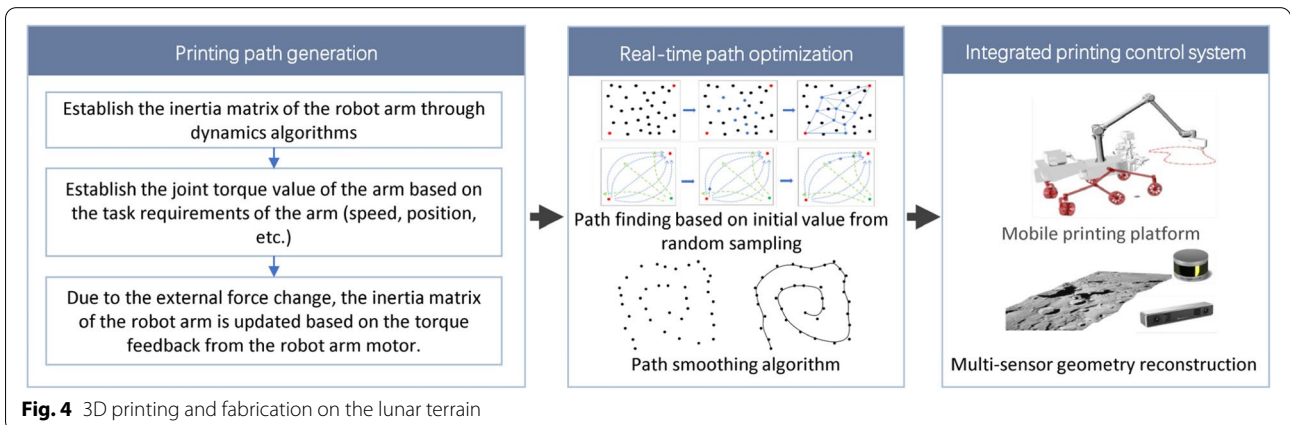 Printing path generation
Establish the inertia matrix of the robot arm through
dynamics algorithms
Establish the joint torque value of the arm based on
the task requirements of the arm (speed, position,
etc.)
Due to the external force change, the inertia matrix
of the robot arm is updated based on the torque
feedback from the robot arm motor.
Real-time path optimization
Path finding based on initial value from
random sampling
Path smoothing algorithm
Integrated printing control system
Mobile printing platform
Multi-sensor geometry reconstruction
Fig. 4 3D printing and fabrication on the lunar terrain